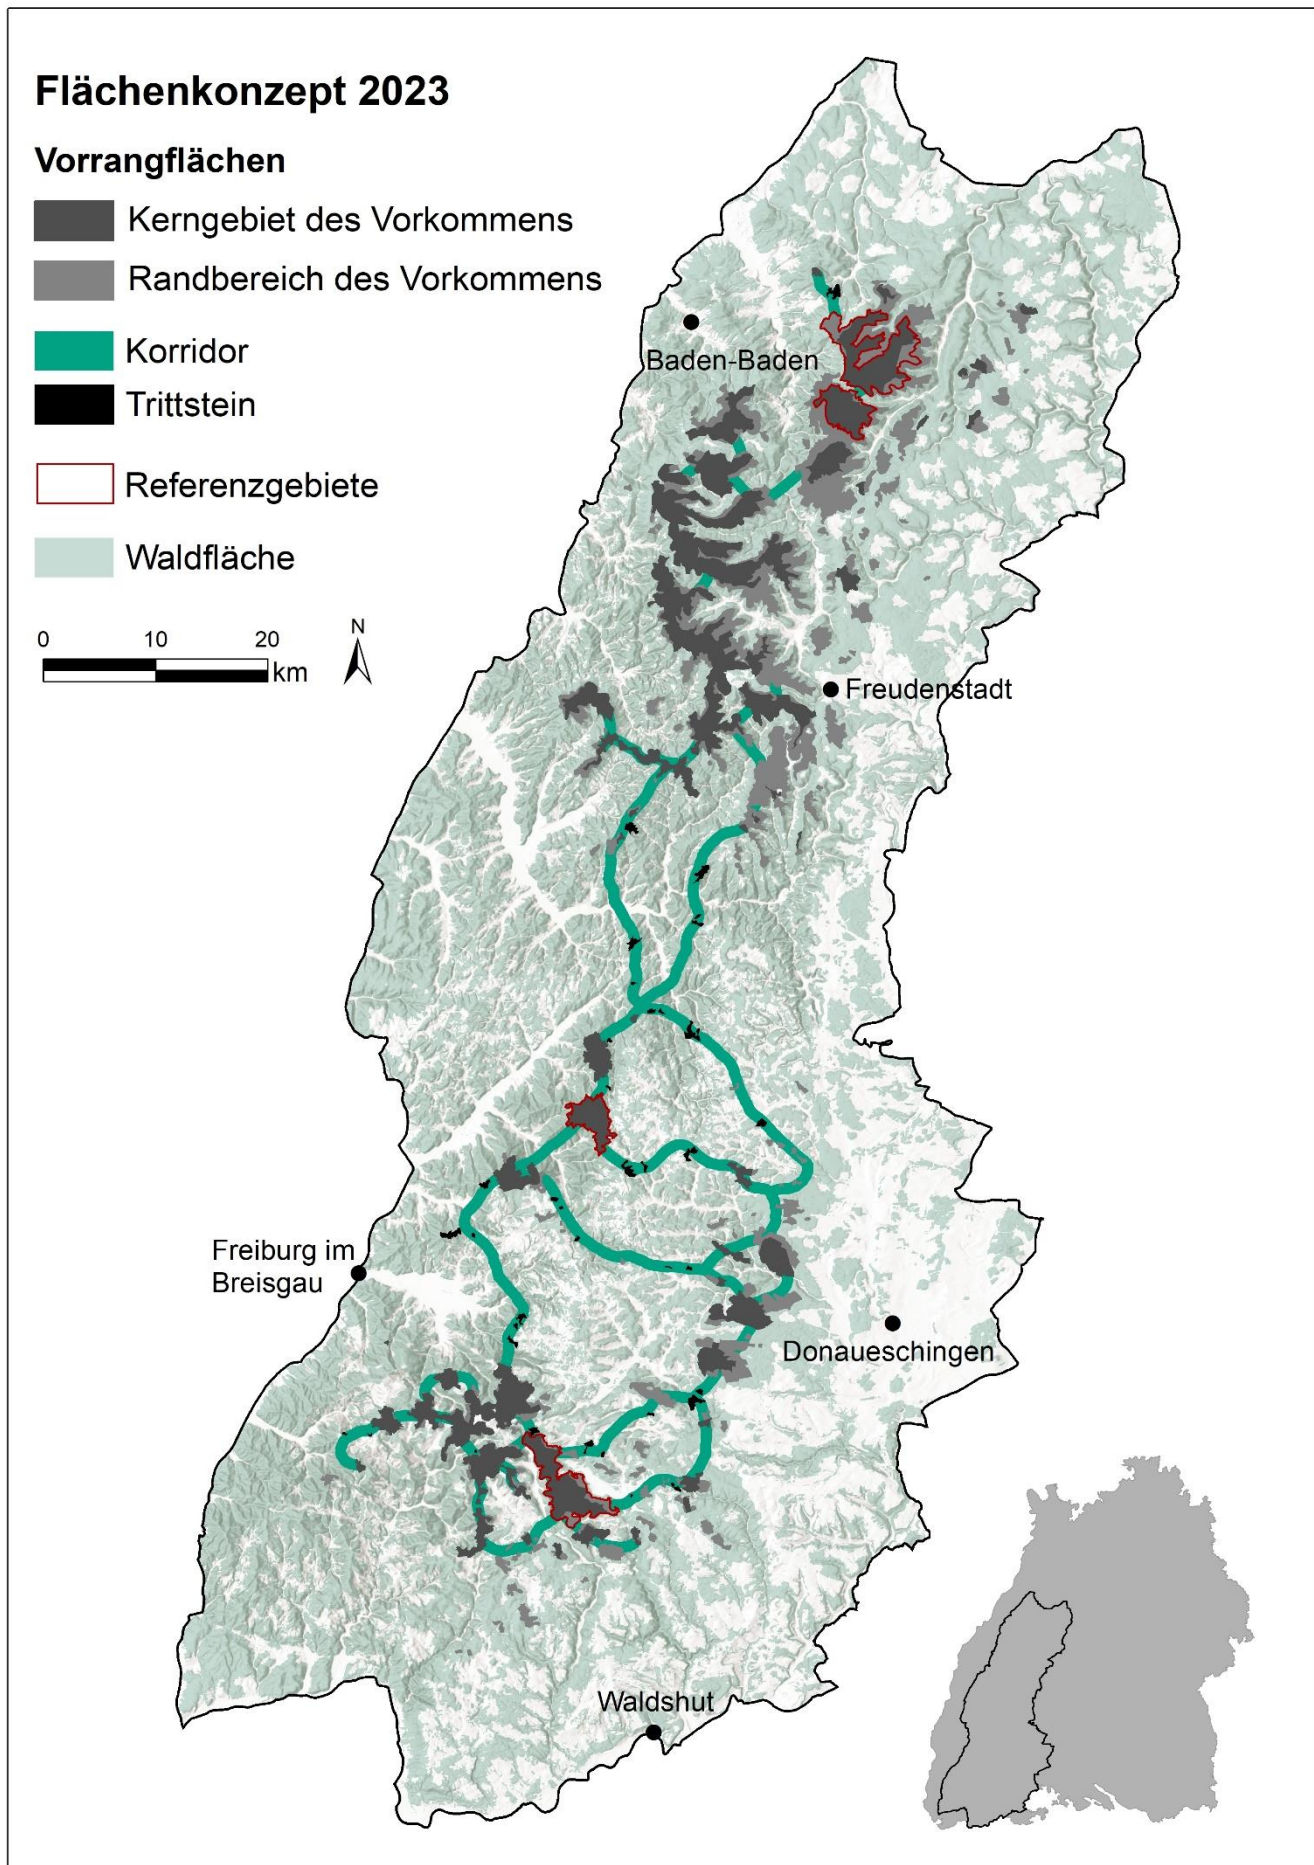 Flächenkonzept 2023
Vorrangflächen
Kerngebiet des Vorkommens
Randbereich des Vorkommens
Korridor
Trittstein
Referenzgebiete
Waldfläche
0 10 20
km
N
Baden-Baden
Freudenstadt
Freiburg im
Breisgau
Donaueschingen
Waldshut